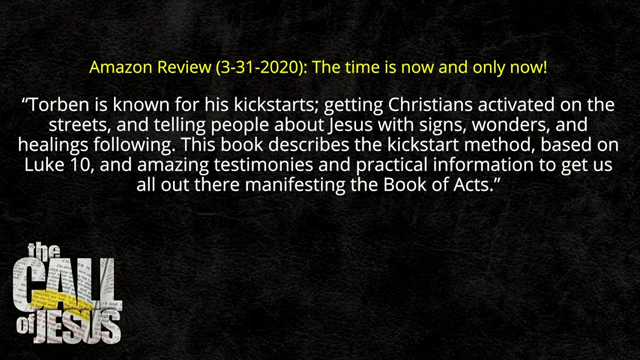 Amazon Review (3-31-2020): The time is now and only now!
“Torben is known for his kickstarts; getting Christians activated on the
streets, and telling people about Jesus with signs, wonders, and
healings following. This book describes the kickstart method, based on
Luke 10, and amazing testimonies and practical information to get us
all out there manifesting the Book of Acts.”
the
CALL
of JESUS